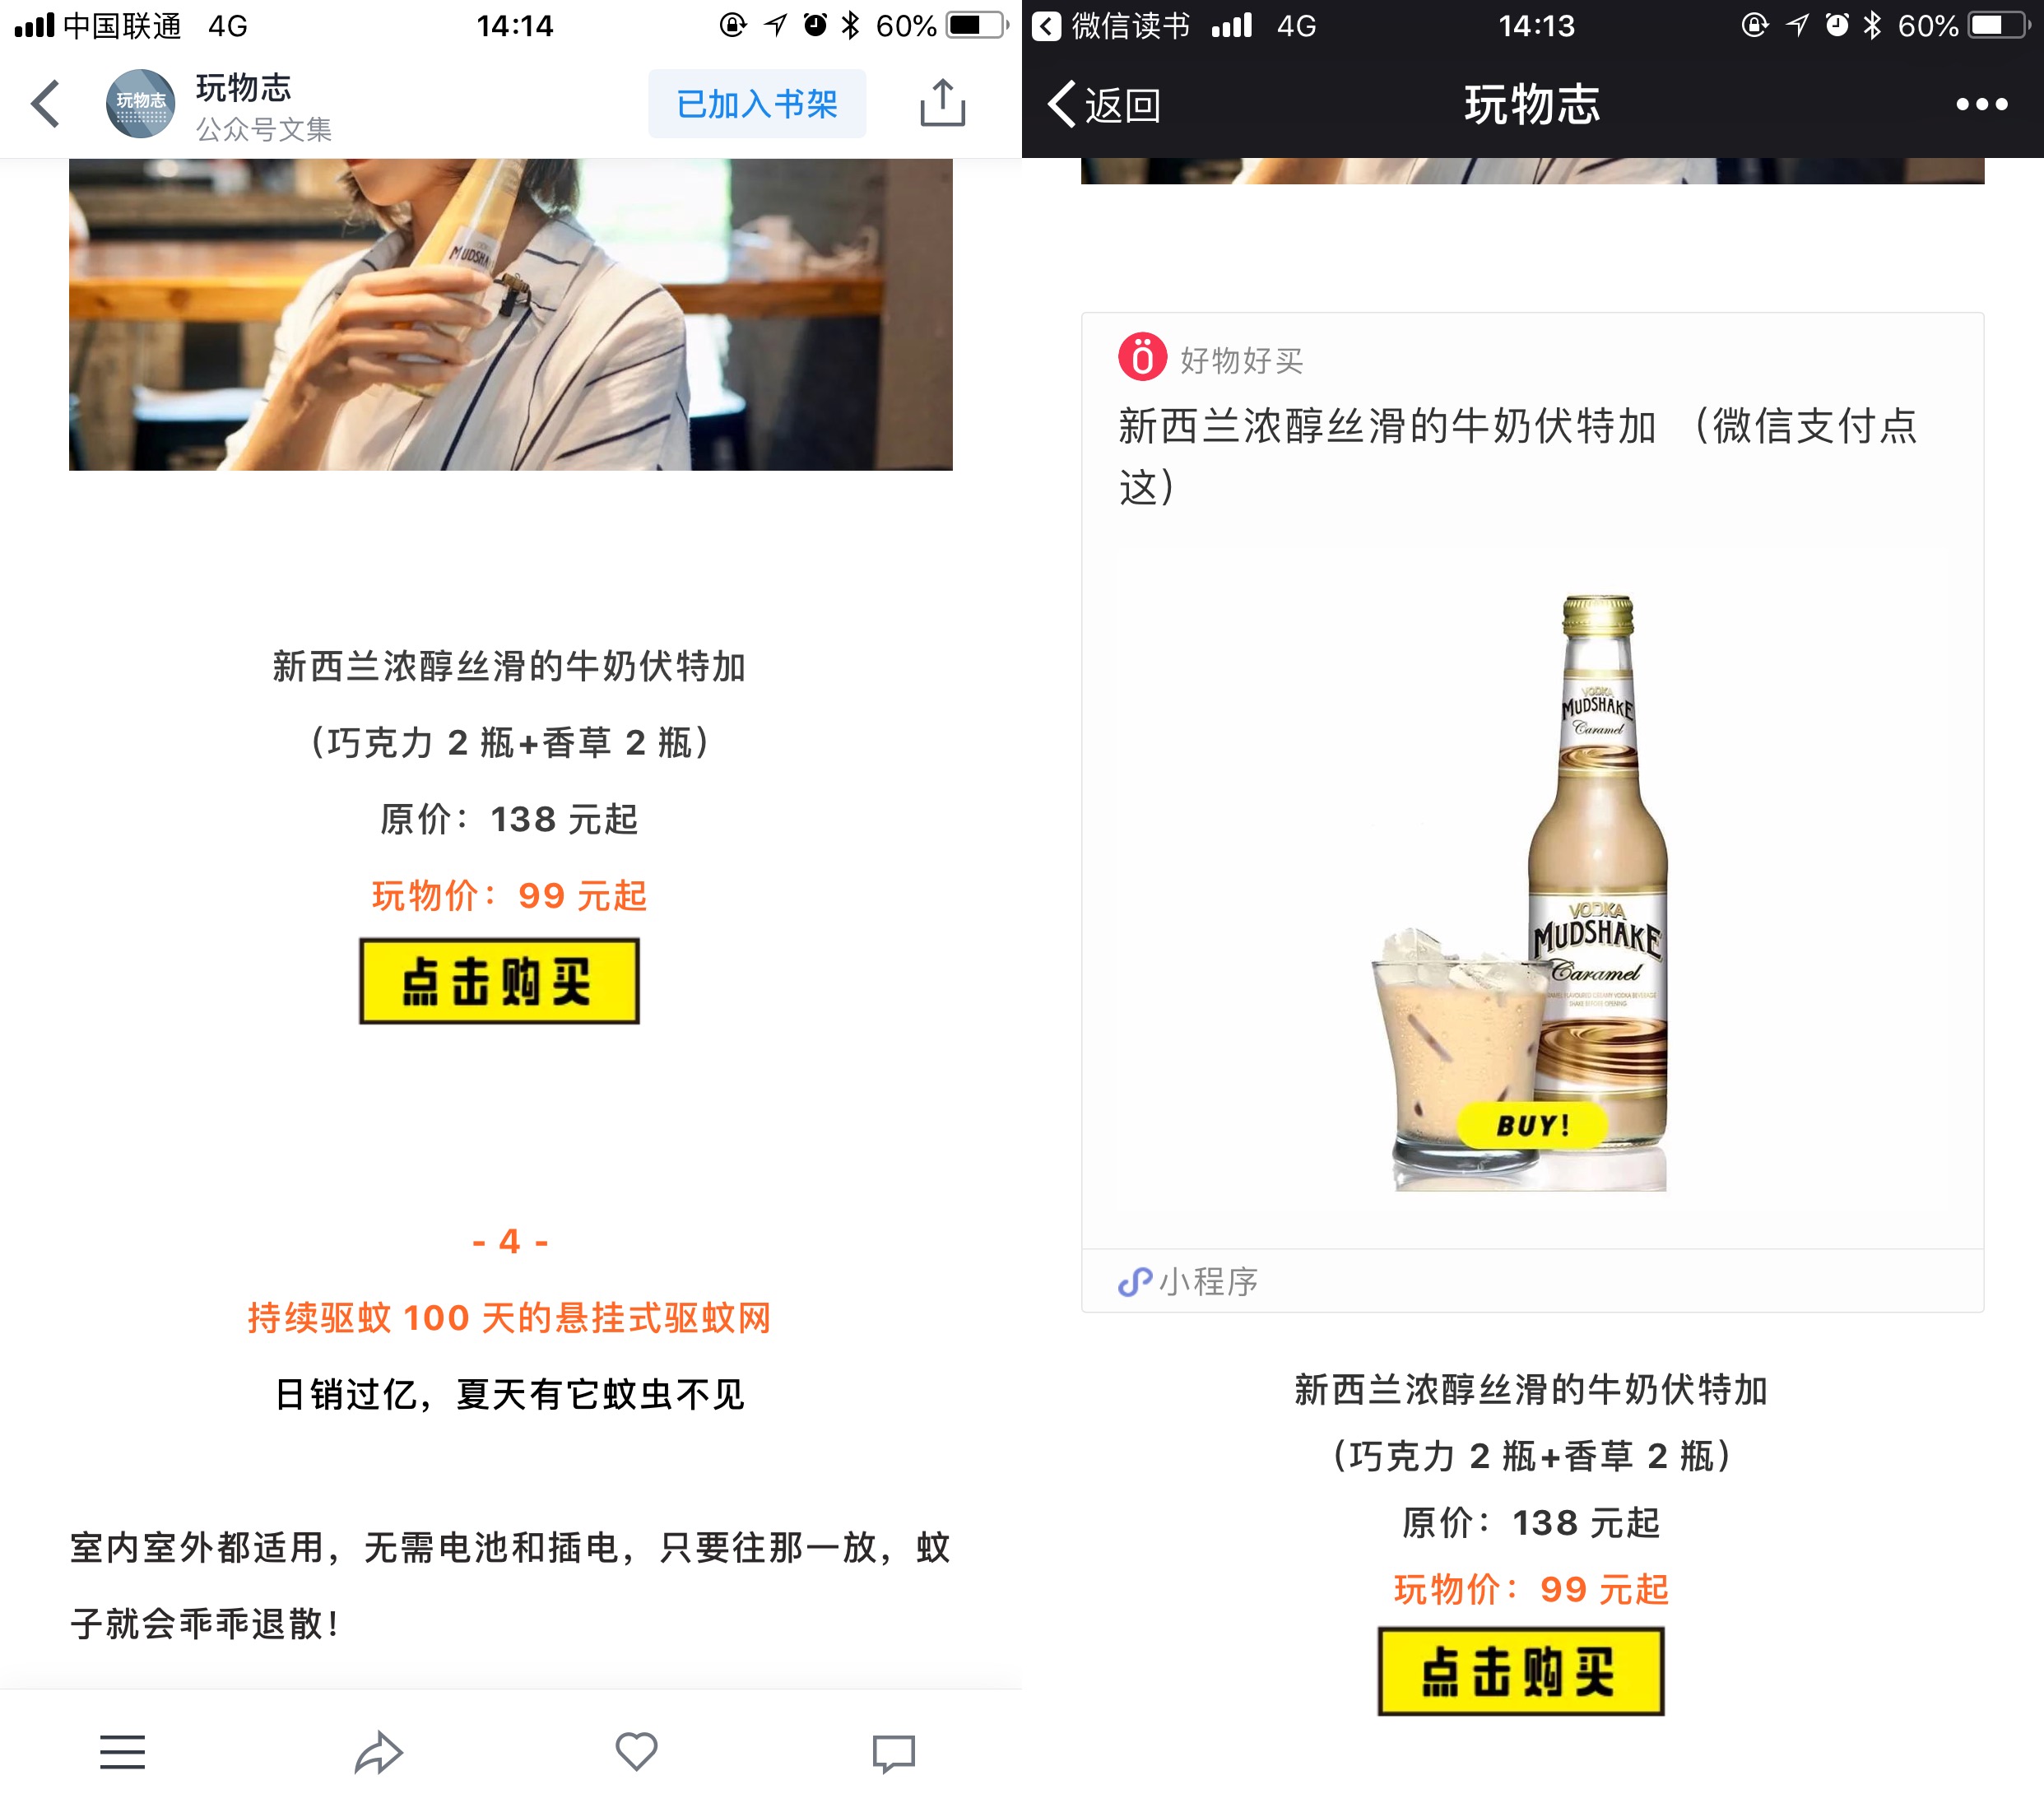 中国联通 4G 14:14 60%
玩物志
玩物志
公众号文集
已加入书架
MUDSHA
新西兰浓醇丝滑的牛奶伏特加
（巧克力 2 瓶+香草 2 瓶）
原价：138 元起
玩物价：99 元起
点击购买
- 4 -
持续驱蚊 100 天的悬挂式驱蚊网
日销过亿，夏天有它蚊虫不见
室内室外都适用，无需电池和插电，只要往那一放，蚊
子就会乖乖退散！
微信读书 4G 14:13 60%
返回
玩物志
好物好买
新西兰浓醇丝滑的牛奶伏特加 （微信支付点
这）
VODKA
MUDSHAKE
Caramel
VODKA
MUDSHAKE
Caramel
BUY!
小程序
新西兰浓醇丝滑的牛奶伏特加
（巧克力 2 瓶+香草 2 瓶）
原价：138 元起
玩物价：99 元起
点击购买